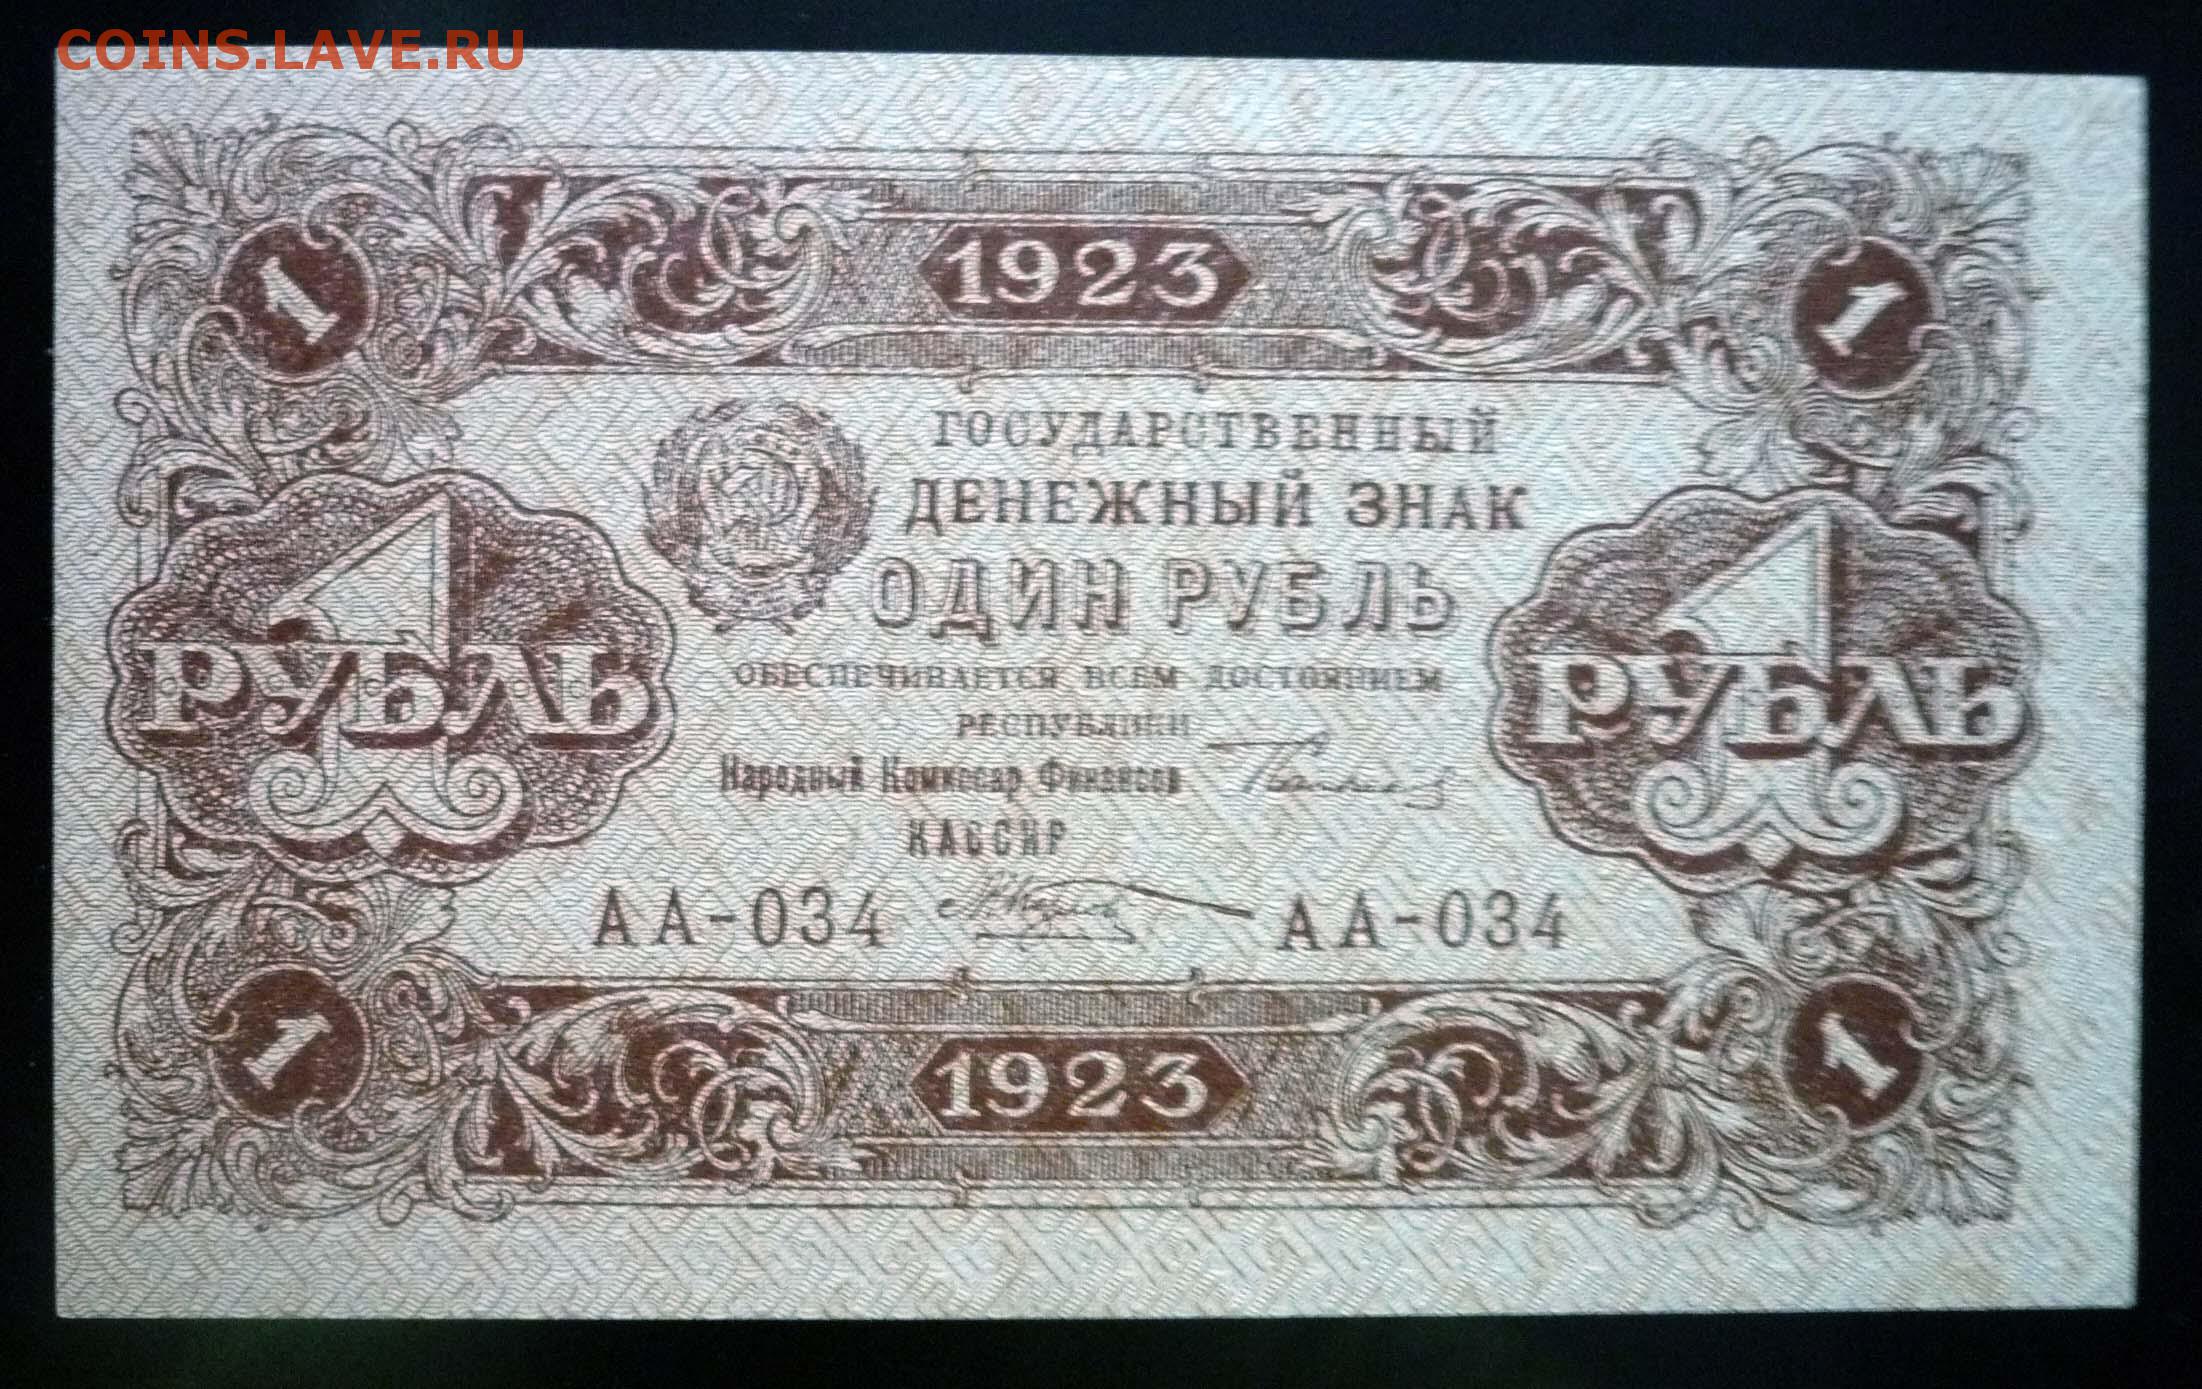 COINS.LAVE.RU
1923
1 1
ГОСУДАРСТВЕННЫЙ
ДЕНЕЖНЫЙ ЗНАК
ОДИН РУБЛЬ
1 РУБЛЬ 1 РУБЛЬ
ОБЕСПЕЧИВАЕТСЯ ВСЕМ ДОСТОЯНИЕМ
РЕСПУБЛИКИ
Народный Комиссар Финансов
КАССИР
АА-034 АА-034
1 1
1923